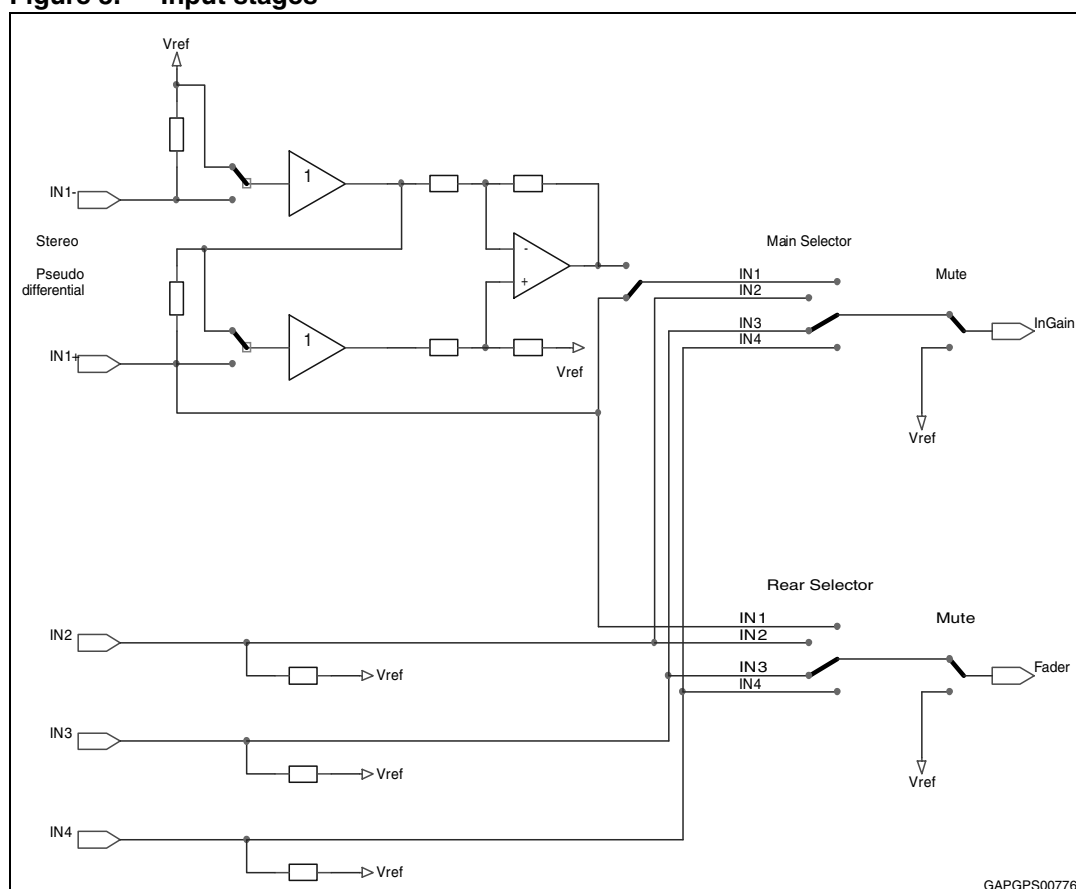 Figure 5. Input stages
Vref
IN1-
1
Stereo
Pseudo
differential
IN1+
1
-
+
Vref
Main Selector
IN1
IN2
IN3
IN4
Mute
InGain
Vref
Rear Selector
IN1
IN2
IN3
IN4
Mute
Fader
Vref
IN2
Vref
IN3
Vref
IN4
Vref
GAPGPS00776